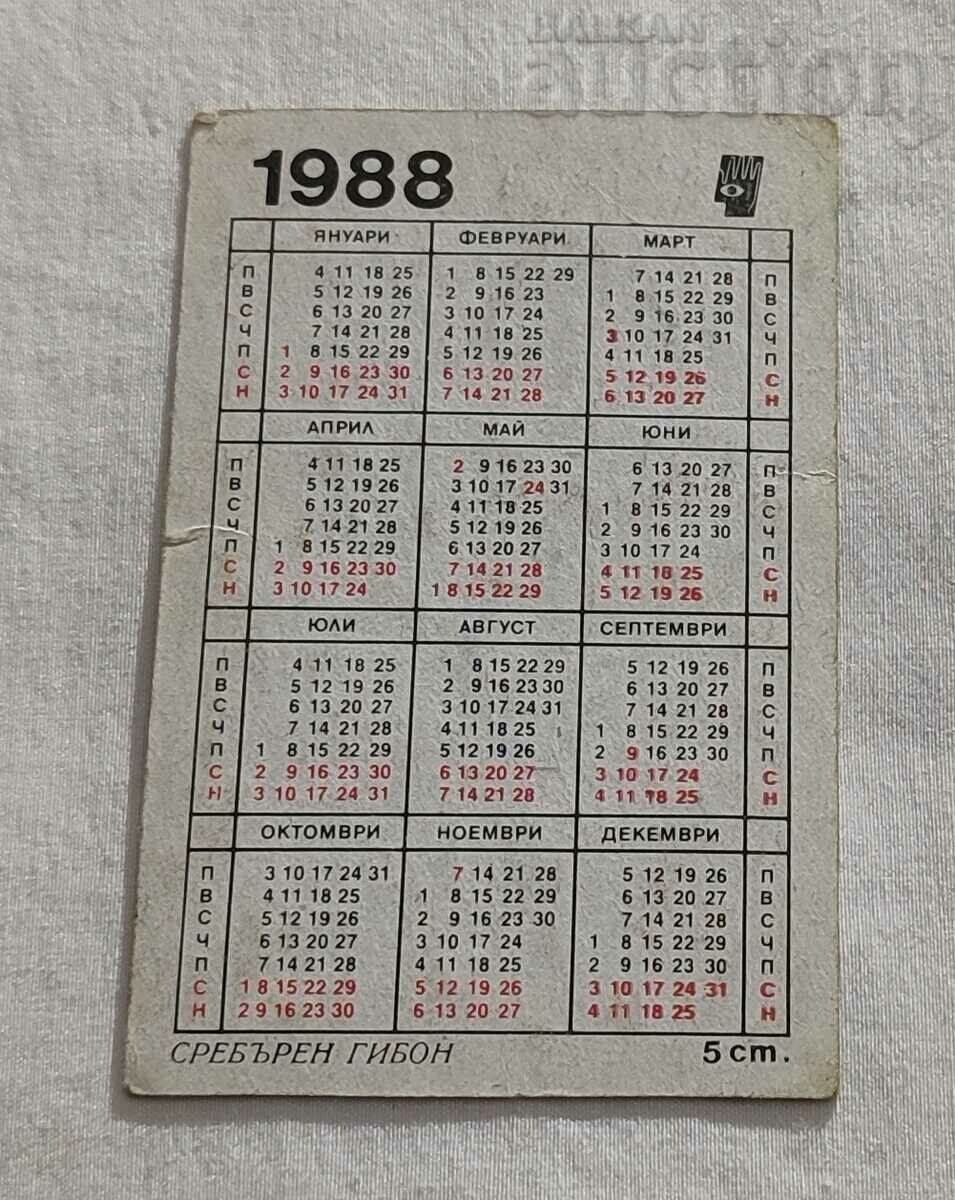 BALKAN
auction
1988
ЯНУАРИ ФЕВРУАРИ МАРТ
П 4 11 18 25 1 8 15 22 29 7 14 21 28 П
В 5 12 19 26 2 9 16 23 1 8 15 22 29 В
С 6 13 20 27 3 10 17 24 2 9 16 23 30 С
Ч 7 14 21 28 4 11 18 25 3 10 17 24 31 Ч
П 1 8 15 22 29 5 12 19 26 4 11 18 25 П
С 2 9 16 23 30 6 13 20 27 5 12 19 26 С
Н 3 10 17 24 31 7 14 21 28 6 13 20 27 Н
АПРИЛ МАЙ ЮНИ
П 4 11 18 25 2 9 16 23 30 6 13 20 27 П
В 5 12 19 26 3 10 17 24 31 7 14 21 28 В
С 6 13 20 27 4 11 18 25 1 8 15 22 29 С
Ч 7 14 21 28 5 12 19 26 2 9 16 23 30 Ч
П 1 8 15 22 29 6 13 20 27 3 10 17 24 П
С 2 9 16 23 30 7 14 21 28 4 11 18 25 С
Н 3 10 17 24 1 8 15 22 29 5 12 19 26 Н
ЮЛИ АВГУСТ СЕПТЕМВРИ
П 4 11 18 25 1 8 15 22 29 5 12 19 26 П
В 5 12 19 26 2 9 16 23 30 6 13 20 27 В
С 6 13 20 27 3 10 17 24 31 7 14 21 28 С
Ч 7 14 21 28 4 11 18 25 1 8 15 22 29 Ч
П 1 8 15 22 29 5 12 19 26 2 9 16 23 30 П
С 2 9 16 23 30 6 13 20 27 3 10 17 24 С
Н 3 10 17 24 31 7 14 21 28 4 11 18 25 Н
ОКТОМВРИ НОЕМВРИ ДЕКЕМВРИ
П 3 10 17 24 31 7 14 21 28 5 12 19 26 П
В 4 11 18 25 1 8 15 22 29 6 13 20 27 В
С 5 12 19 26 2 9 16 23 30 7 14 21 28 С
Ч 6 13 20 27 3 10 17 24 1 8 15 22 29 Ч
П 7 14 21 28 4 11 18 25 2 9 16 23 30 П
С 1 8 15 22 29 5 12 19 26 3 10 17 24 31 С
Н 2 9 16 23 30 6 13 20 27 4 11 18 25 Н
СРЕБЪРЕН ГИБОН 5 ст.